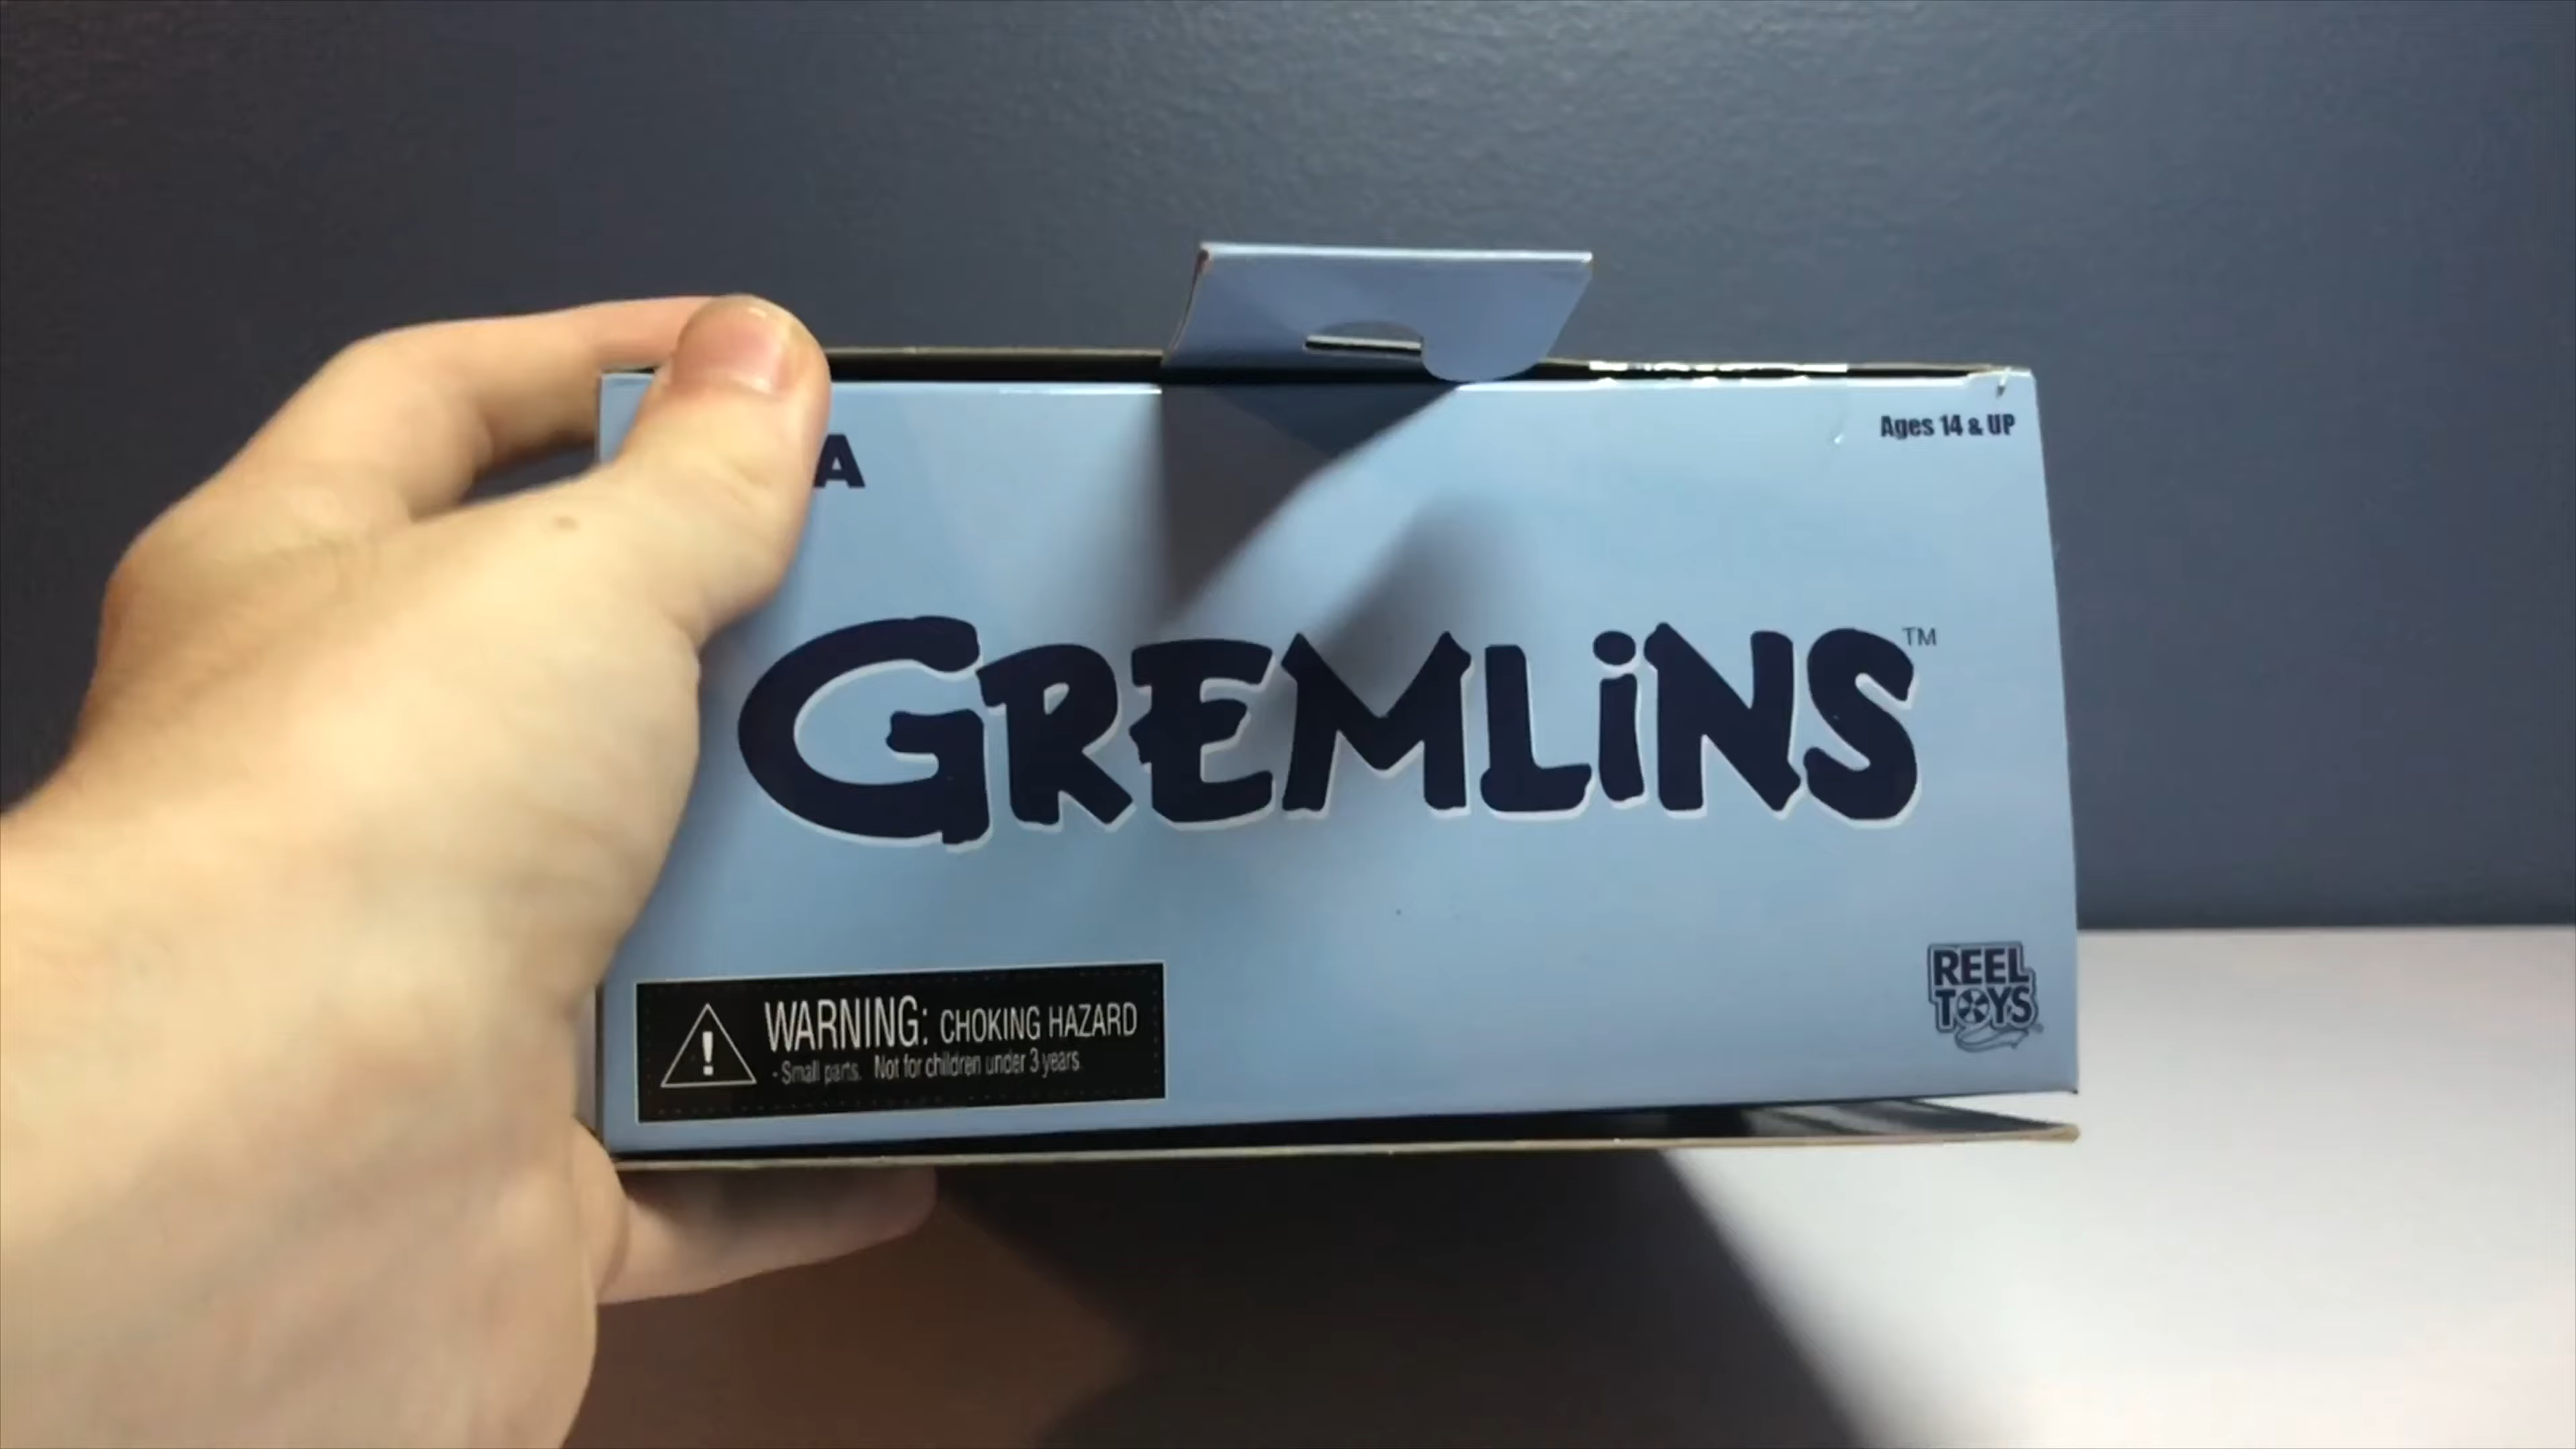 A
Ages 14 & UP
GREMLiNS™
WARNING: CHOKING HAZARD
- Small parts. Not for children under 3 years.
REEL
TOYS